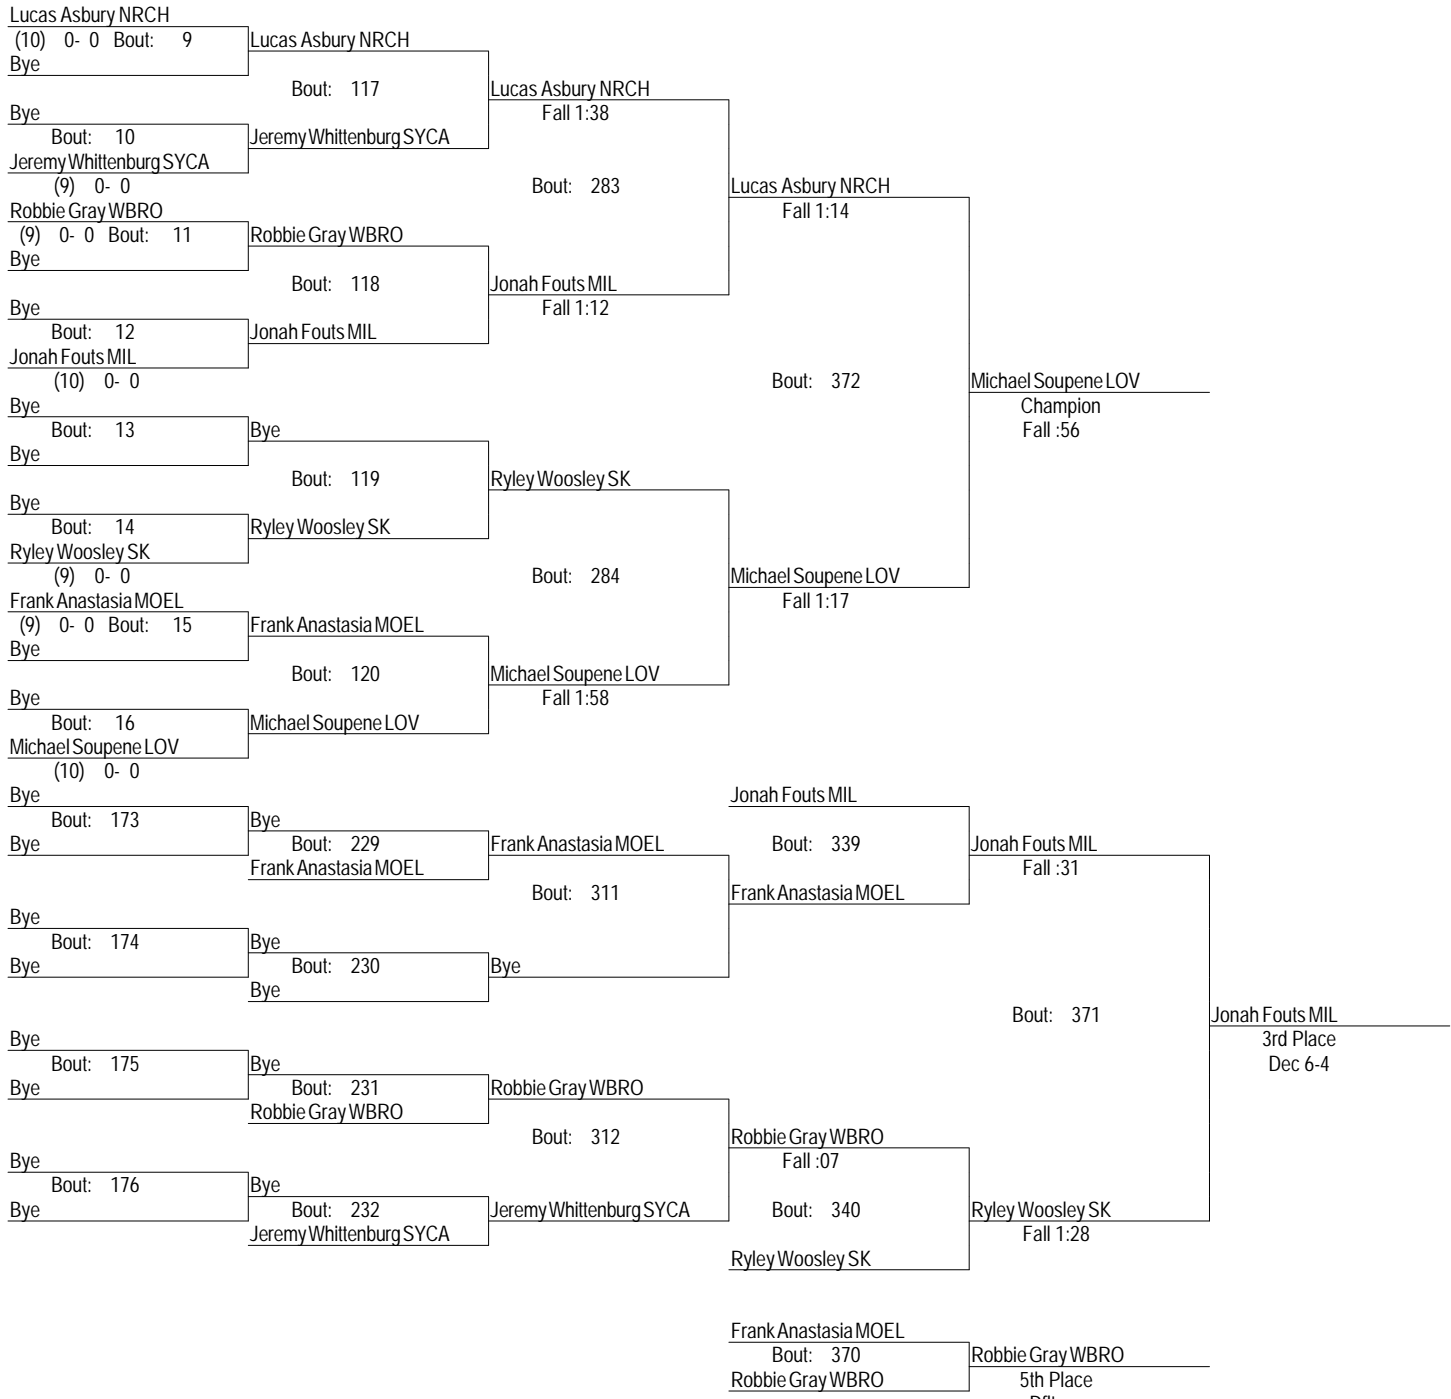 Lucas Asbury NRCH
(10) 0- 0 Bout: 9
Bye
Bye
Bout: 10
Jeremy Whittenburg SYCA
(9) 0- 0
Robbie Gray WBRO
(9) 0- 0 Bout: 11
Bye
Bye
Bout: 12
Jonah Fouts MIL
(10) 0- 0
Bye
Bout: 13
Bye
Bye
Bout: 14
Ryley Woosley SK
(9) 0- 0
Frank Anastasia MOEL
(9) 0- 0 Bout: 15
Bye
Bye
Bout: 16
Michael Soupene LOV
(10) 0- 0
Lucas Asbury NRCH
Bout: 117
Jeremy Whittenburg SYCA
Robbie Gray WBRO
Bout: 118
Jonah Fouts MIL
Bye
Bout: 119
Ryley Woosley SK
Frank Anastasia MOEL
Bout: 120
Michael Soupene LOV
Lucas Asbury NRCH
Fall 1:38
Bout: 283
Jonah Fouts MIL
Fall 1:12
Ryley Woosley SK
Bout: 284
Michael Soupene LOV
Fall 1:58
Lucas Asbury NRCH
Fall 1:14
Bout: 372
Michael Soupene LOV
Fall 1:17
Michael Soupene LOV
Champion
Fall :56
Bye
Bout: 173
Bye
Bye
Bout: 174
Bye
Bye
Bout: 175
Bye
Bye
Bout: 176
Bye
Bye
Bout: 229
Frank Anastasia MOEL
Bye
Bout: 230
Bye
Bye
Bout: 231
Robbie Gray WBRO
Bye
Bout: 232
Jeremy Whittenburg SYCA
Frank Anastasia MOEL
Bout: 311
Bye
Robbie Gray WBRO
Bout: 312
Jeremy Whittenburg SYCA
Jonah Fouts MIL
Bout: 339
Frank Anastasia MOEL
Robbie Gray WBRO
Fall :07
Bout: 340
Ryley Woosley SK
Jonah Fouts MIL
Fall :31
Bout: 371
Ryley Woosley SK
Fall 1:28
Jonah Fouts MIL
3rd Place
Dec 6-4
Frank Anastasia MOEL
Bout: 370
Robbie Gray WBRO
Robbie Gray WBRO
5th Place